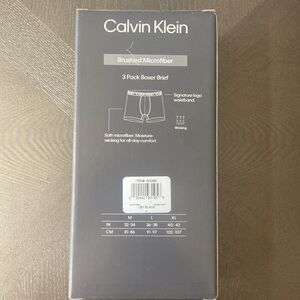 Calvin Klein
Brushed Microfiber
3 Pack Boxer Brief
Signature logo
waistband.
Wicking
Soft microfiber. Moisture-
wicking for all-day comfort.
M L XL
IN 32-34 36-38 40-42
CM 81-86 91-97 102-107